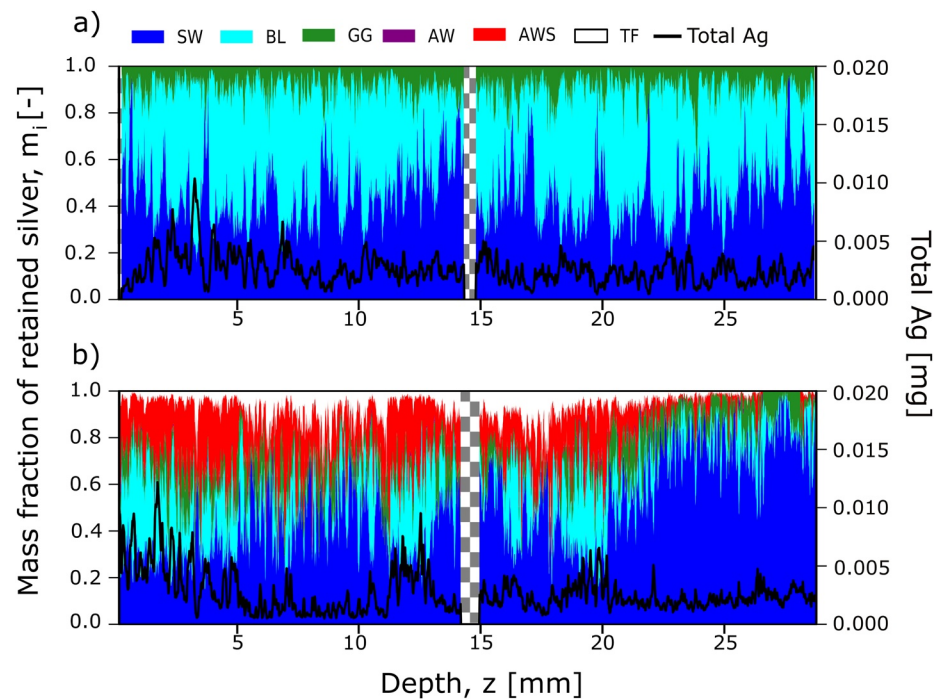 a)
SW BL GG AW AWS TF Total Ag
1.0
0.8
0.6
0.4
0.2
0.0
0.020
0.015
0.010
0.005
0.000
5 10 15 20 25
b)
1.0
0.8
0.6
0.4
0.2
0.0
0.020
0.015
0.010
0.005
0.000
5 10 15 20 25
Mass fraction of retained silver, mi[-]
Total Ag [mg]
Depth, z [mm]